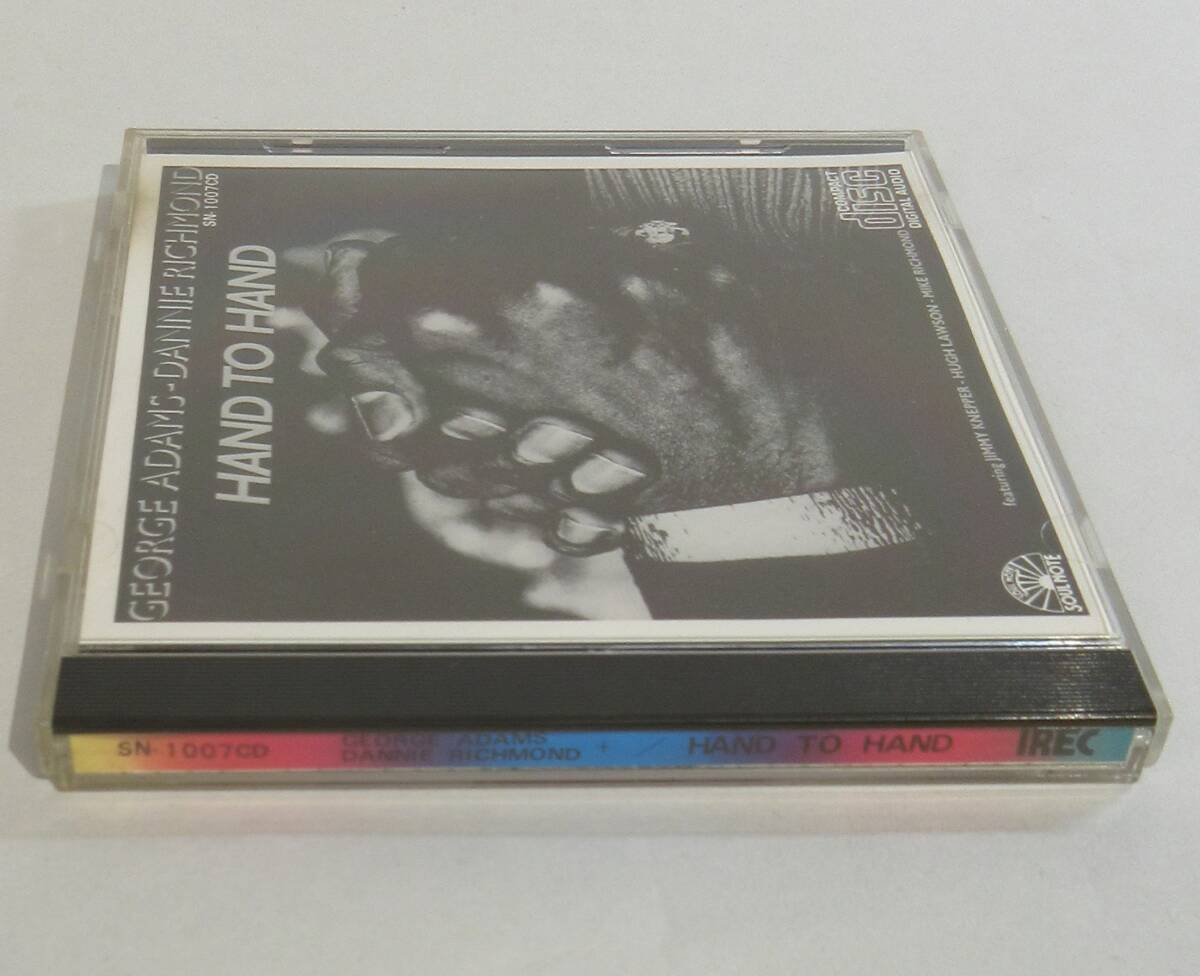 GEORGE ADAMS-DANNIE RICHMOND
SN-1007CD
HAND TO HAND
COMPACT
disc
DIGITAL AUDIO
featuring JIMMY KNEPPER - HUGH LAWSON - MIKE RICHMOND
SOUL NOTE
SN-1007CD
GEORGE ADAMS
DANNIE RICHMOND + / HAND TO HAND
IREC